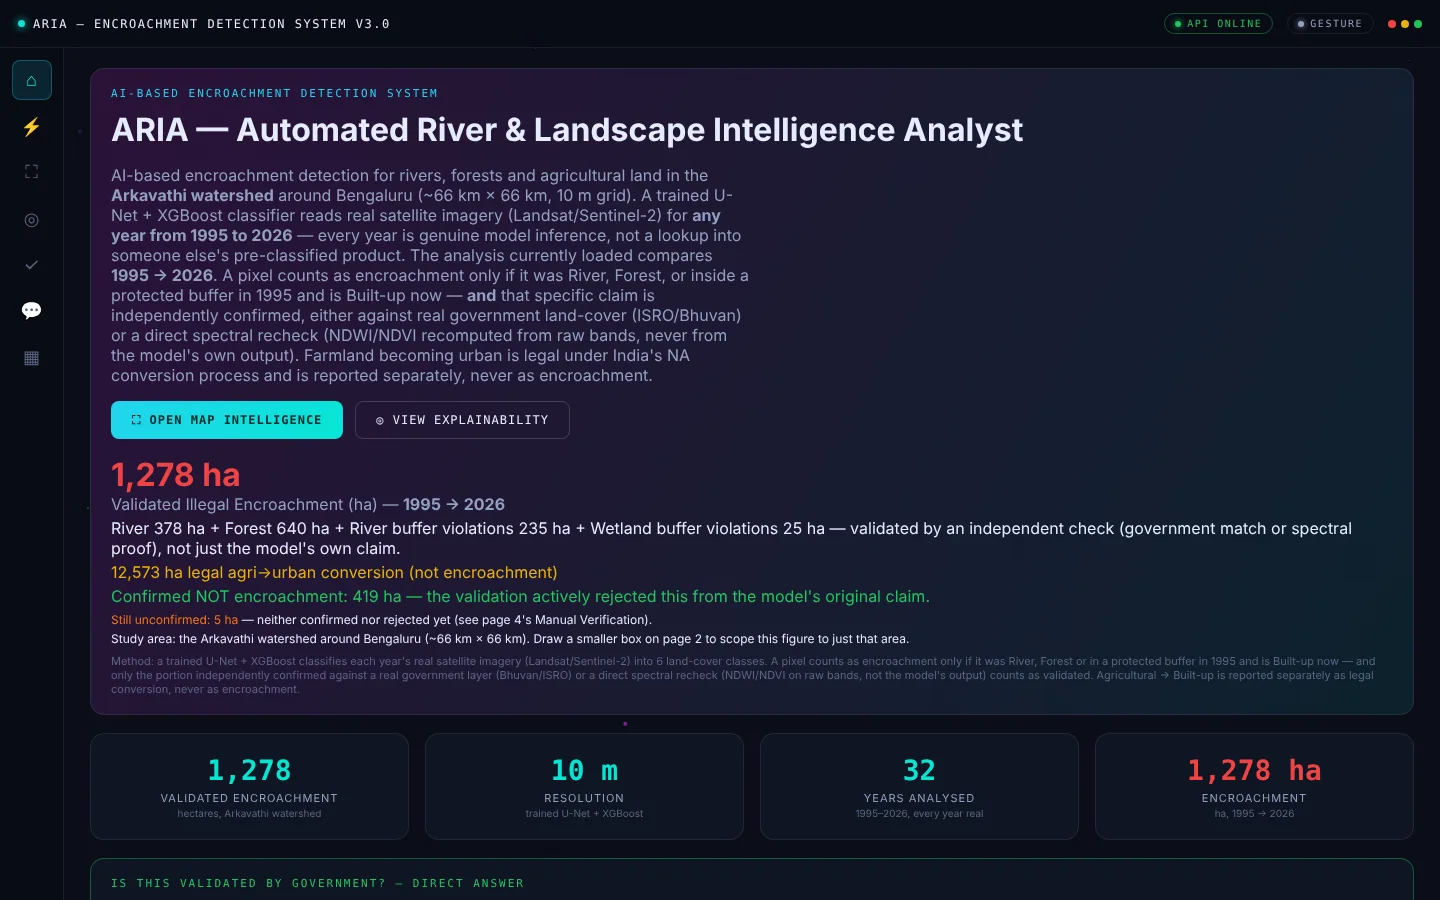 ARIA — ENCROACHMENT DETECTION SYSTEM V3.0
API ONLINE
GESTURE
AI-BASED ENCROACHMENT DETECTION SYSTEM
ARIA — Automated River & Landscape Intelligence Analyst
AI-based encroachment detection for rivers, forests and agricultural land in the
Arkavathi watershed around Bengaluru (~66 km × 66 km, 10 m grid). A trained U-
Net + XGBoost classifier reads real satellite imagery (Landsat/Sentinel-2) for any
year from 1995 to 2026 — every year is genuine model inference, not a lookup into
someone else's pre-classified product. The analysis currently loaded compares
1995 → 2026. A pixel counts as encroachment only if it was River, Forest, or inside a
protected buffer in 1995 and is Built-up now — and that specific claim is
independently confirmed, either against real government land-cover (ISRO/Bhuvan)
or a direct spectral recheck (NDWI/NDVI recomputed from raw bands, never from
the model's own output). Farmland becoming urban is legal under India's NA
conversion process and is reported separately, never as encroachment.
OPEN MAP INTELLIGENCE
VIEW EXPLAINABILITY
1,278 ha
Validated Illegal Encroachment (ha) — 1995 → 2026
River 378 ha + Forest 640 ha + River buffer violations 235 ha + Wetland buffer violations 25 ha — validated by an independent check (government match or spectral
proof), not just the model's own claim.
12,573 ha legal agri→urban conversion (not encroachment)
Confirmed NOT encroachment: 419 ha — the validation actively rejected this from the model's original claim.
Still unconfirmed: 5 ha — neither confirmed nor rejected yet (see page 4's Manual Verification).
Study area: the Arkavathi watershed around Bengaluru (~66 km × 66 km). Draw a smaller box on page 2 to scope this figure to just that area.
Method: a trained U-Net + XGBoost classifies each year's real satellite imagery (Landsat/Sentinel-2) into 6 land-cover classes. A pixel counts as encroachment only if it was River, Forest or in a protected buffer in 1995 and is Built-up now — and
only the portion independently confirmed against a real government layer (Bhuvan/ISRO) or a direct spectral recheck (NDWI/NDVI on raw bands, not the model's output) counts as validated. Agricultural → Built-up is reported separately as legal
conversion, never as encroachment.
1,278
VALIDATED ENCROACHMENT
hectares, Arkavathi watershed
10 m
RESOLUTION
trained U-Net + XGBoost
32
YEARS ANALYSED
1995–2026, every year real
1,278 ha
ENCROACHMENT
ha, 1995 → 2026
IS THIS VALIDATED BY GOVERNMENT? — DIRECT ANSWER